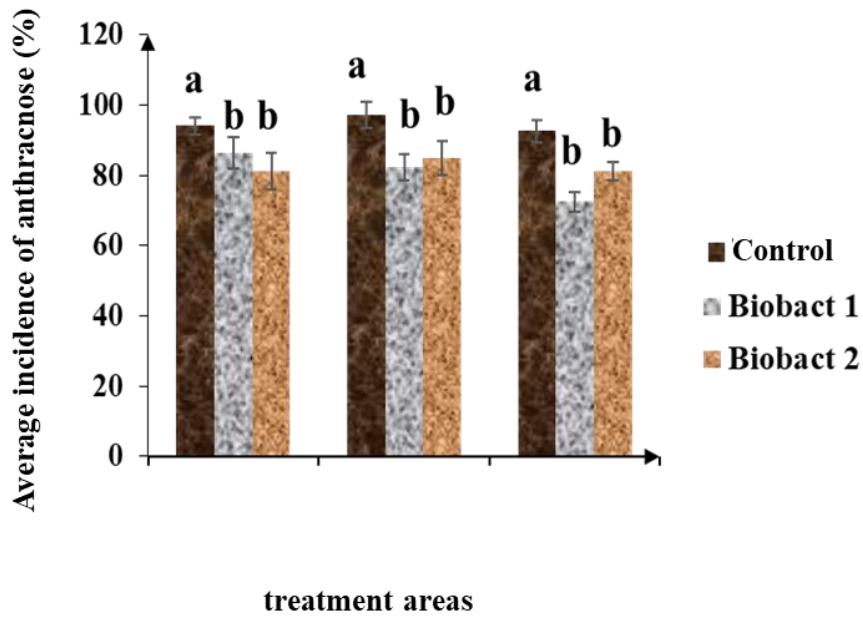 Average incidence of anthracnose (%)
120
100
80
60
40
20
0
a
b
b
a
b
b
a
b
b
Control
Biobact 1
Biobact 2
treatment areas